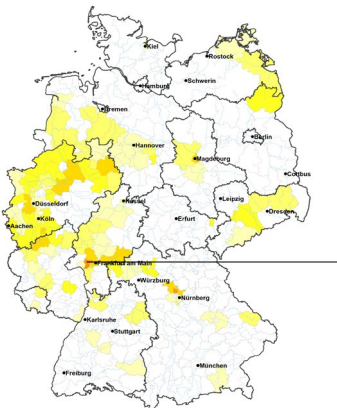 Kiel
Rostock
Hamburg
Schwerin
Bremen
Berlin
Hannover
Magdeburg
Cottbus
Düsseldorf
Kassel
Leipzig
Köln
Dresden
Aachen
Erfurt
Frankfurt am Main
Würzburg
Nürnberg
Karlsruhe
Stuttgart
München
Freiburg